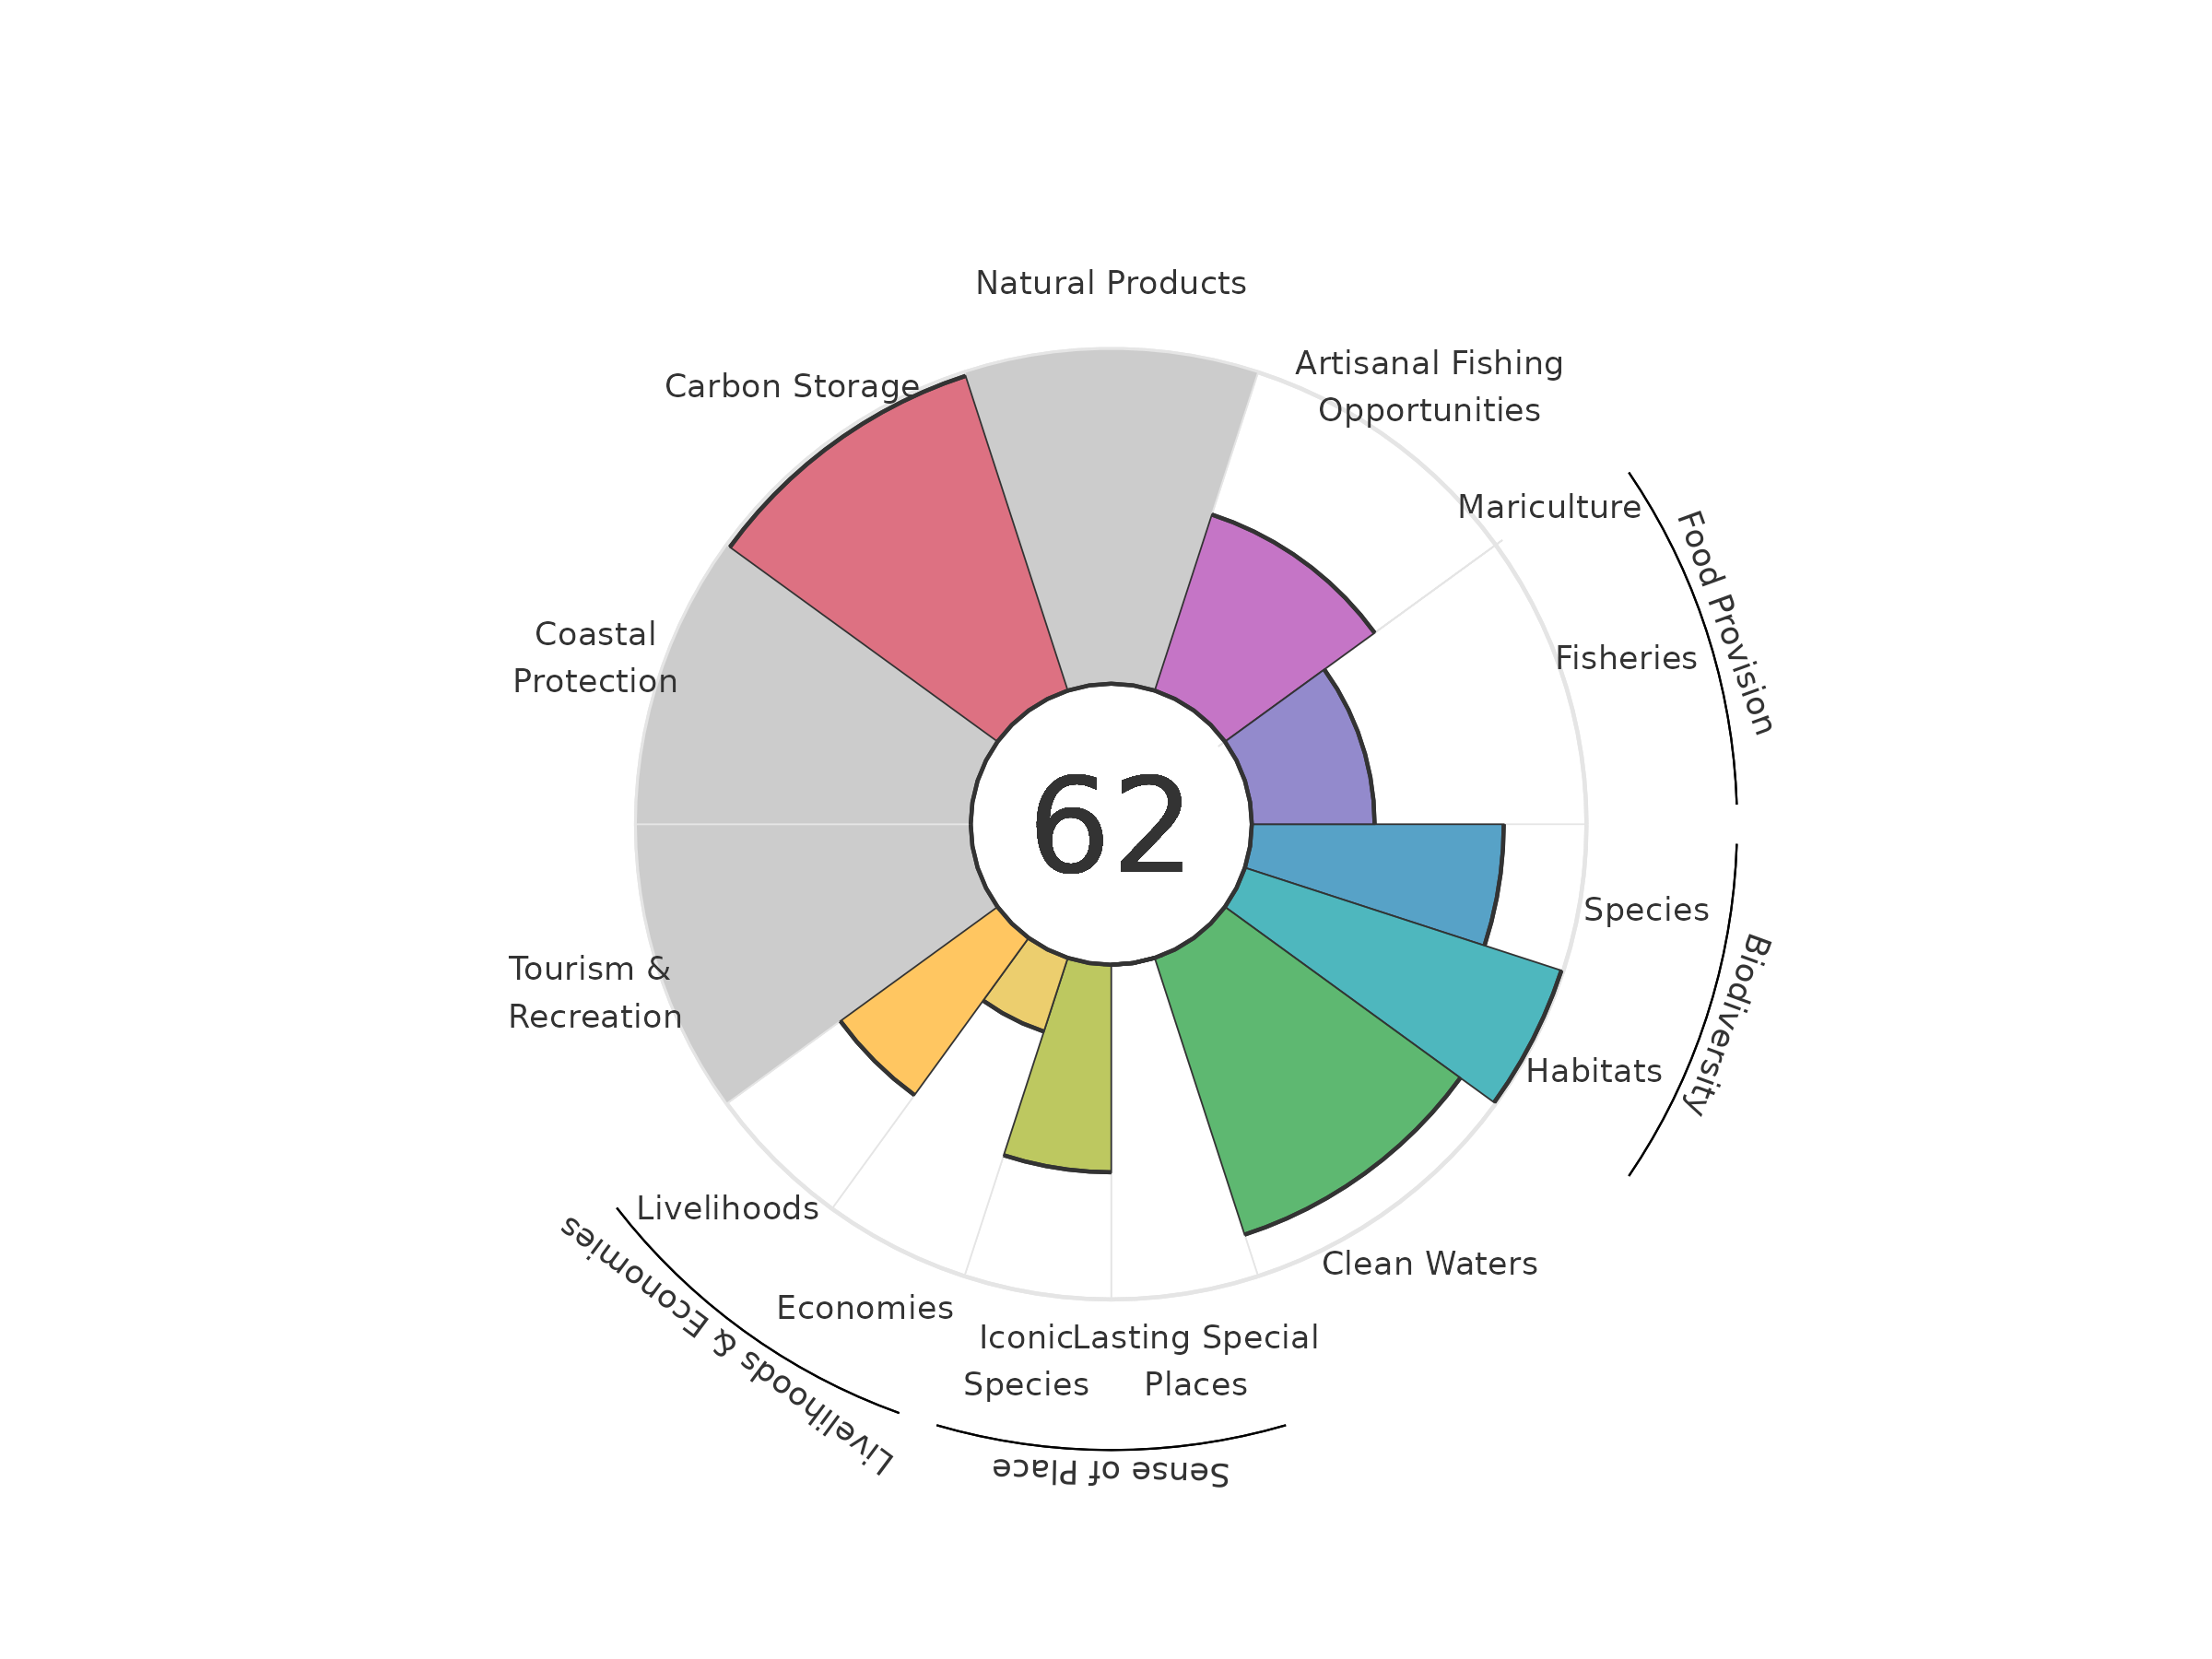 Natural Products
Artisanal Fishing
Opportunities
Carbon Storage
Mariculture
Food Provision
Fisheries
Coastal
Protection
62
Species
Biodiversity
Tourism &
Recreation
Habitats
Livelihoods
Clean Waters
Livelihoods & Economies
Economies
Iconic
Species
Lasting Special
Places
Sense of Place